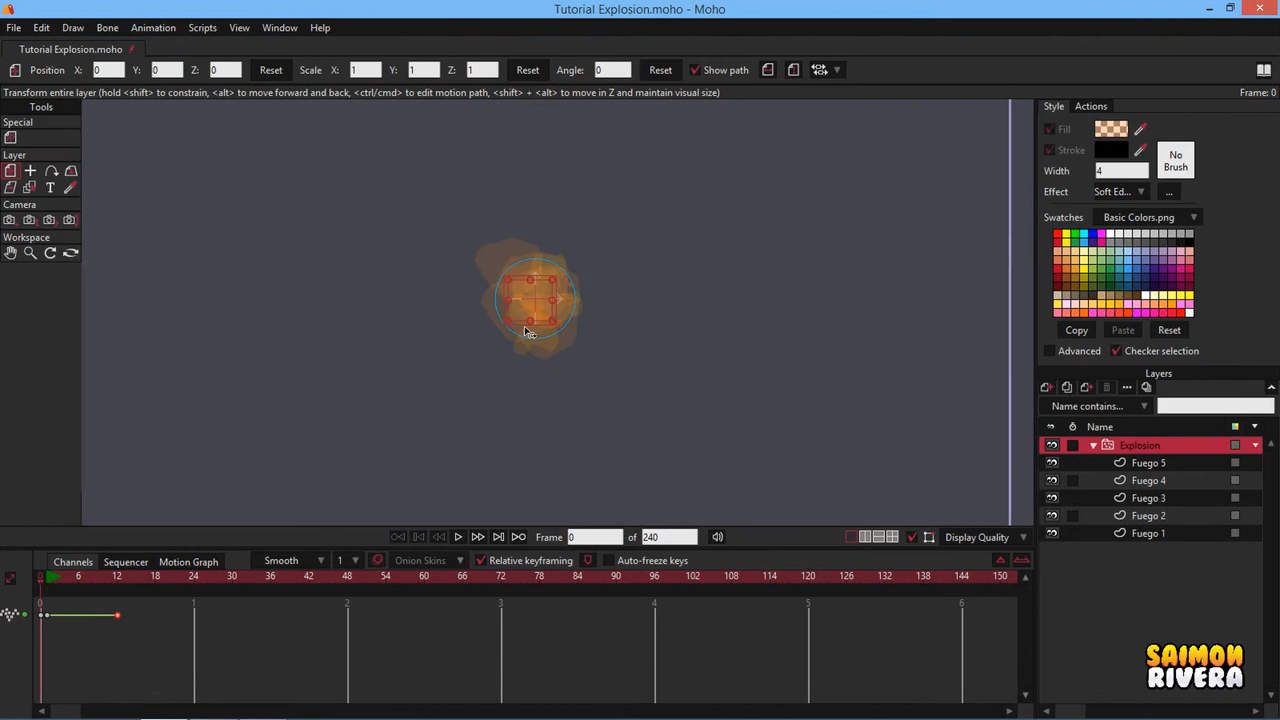 Tutorial Explosion.moho - Moho
File Edit Draw Bone Animation Scripts View Window Help
Tutorial Explosion.moho
Position X: 0 Y: 0 Z: 0 Reset Scale X: 1 Y: 1 Z: 1 Reset Angle: 0 Reset Show path
Transform entire layer (hold <shift> to constrain, <alt> to move forward and back, <ctrl/cmd> to edit motion path, <shift> + <alt> to move in Z and maintain visual size) Frame: 0
Tools
Special
Layer
Camera
Workspace
Style Actions
Fill
Stroke
No
Brush
Width 4
Effect Soft Ed... ...
Swatches Basic Colors.png
Copy Paste Reset
Advanced Checker selection
Layers
Name contains...
Name
Explosion
Fuego 5
Fuego 4
Fuego 3
Fuego 2
Fuego 1
Frame 0 of 240 Display Quality
Channels Sequencer Motion Graph Smooth 1 Onion Skins Relative keyframing Auto-freeze keys
0 6 12 18 24 30 36 42 48 54 60 66 72 78 84 90 96 102 108 114 120 126 132 138 144 150
0 1 2 3 4 5 6
SAIMON
RIVERA